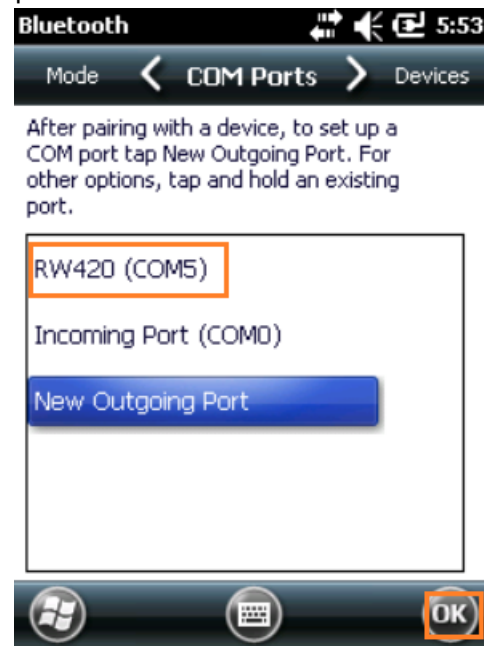 Bluetooth 5:53
Mode COM Ports Devices
After pairing with a device, to set up a
COM port tap New Outgoing Port. For
other options, tap and hold an existing
port.
RW420 (COM5)
Incoming Port (COM0)
New Outgoing Port
OK